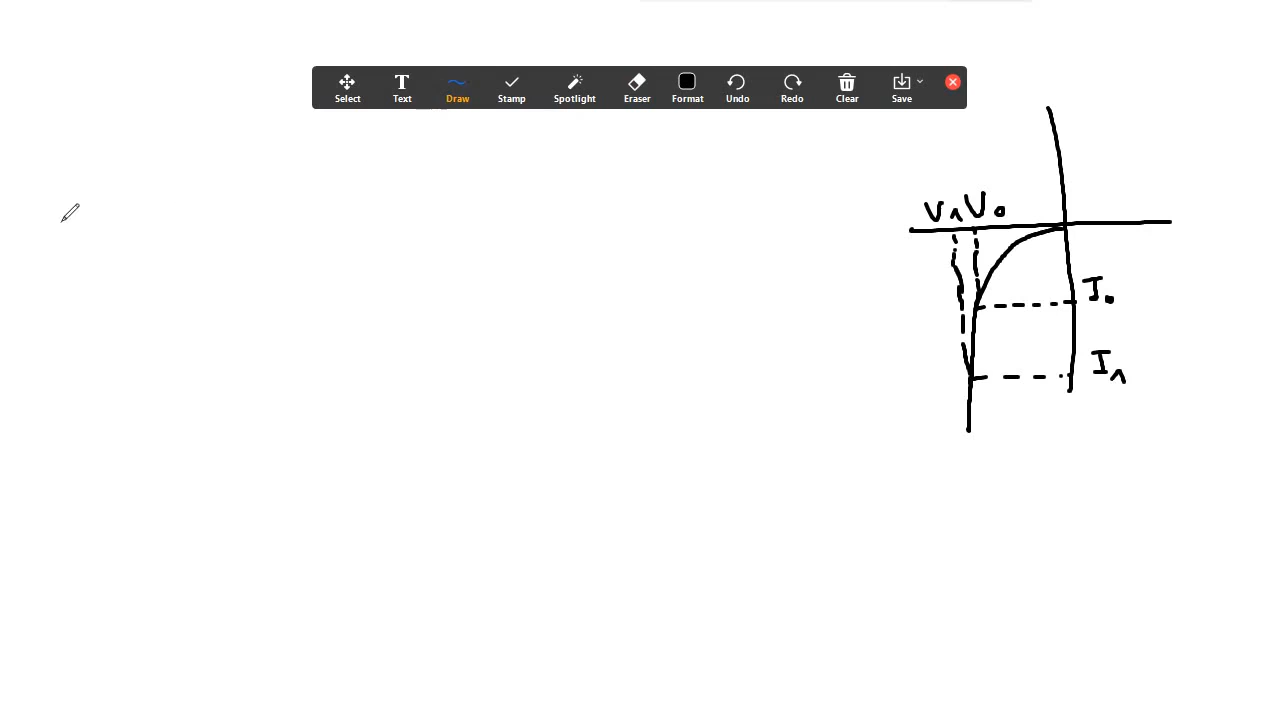 Select Text Draw Stamp Spotlight Eraser Format Undo Redo Clear Save
V₁ V₀
I₀
I₁